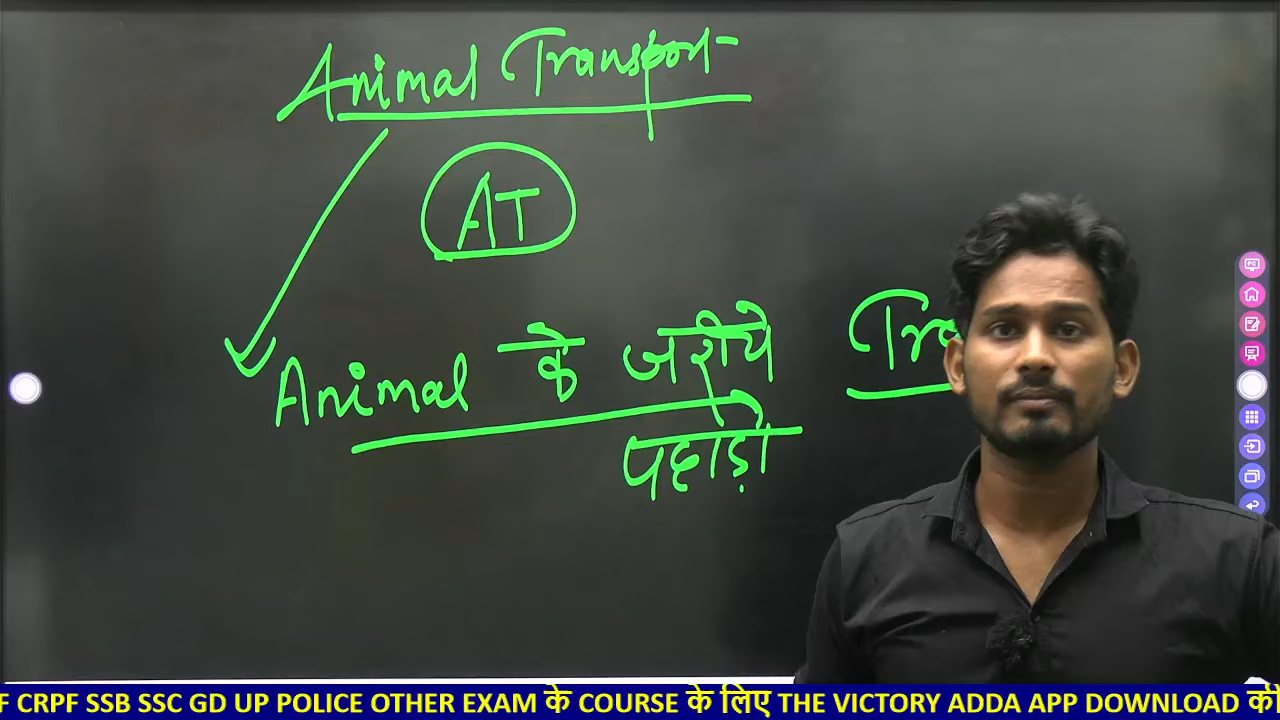 Animal Transport
AT
Animal के जरीये Tra
पहाड़ो
F CRPF SSB SSC GD UP POLICE OTHER EXAM के COURSE के लिए THE VICTORY ADDA APP DOWNLOAD की